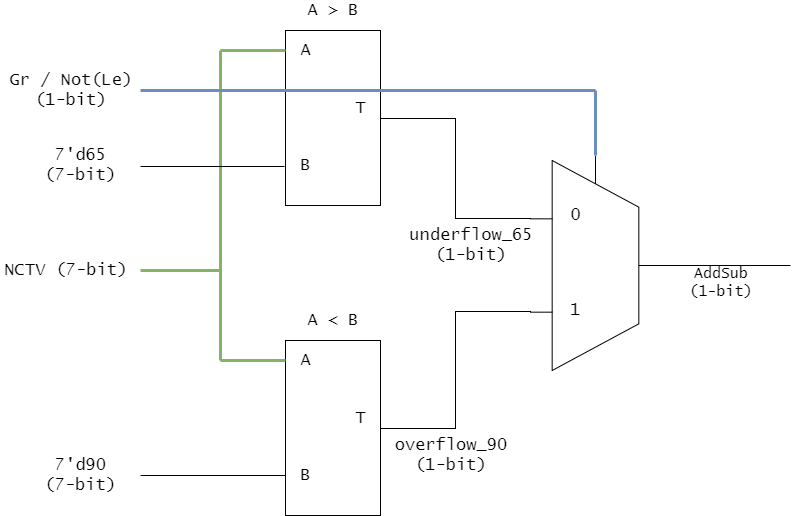 A > B
A
Gr / Not(Le)
(1-bit)
T
7'd65
(7-bit)
B
0
underflow_65
(1-bit)
NCTV (7-bit)
AddSub
(1-bit)
A < B
1
A
T
overflow_90
(1-bit)
7'd90
(7-bit)
B